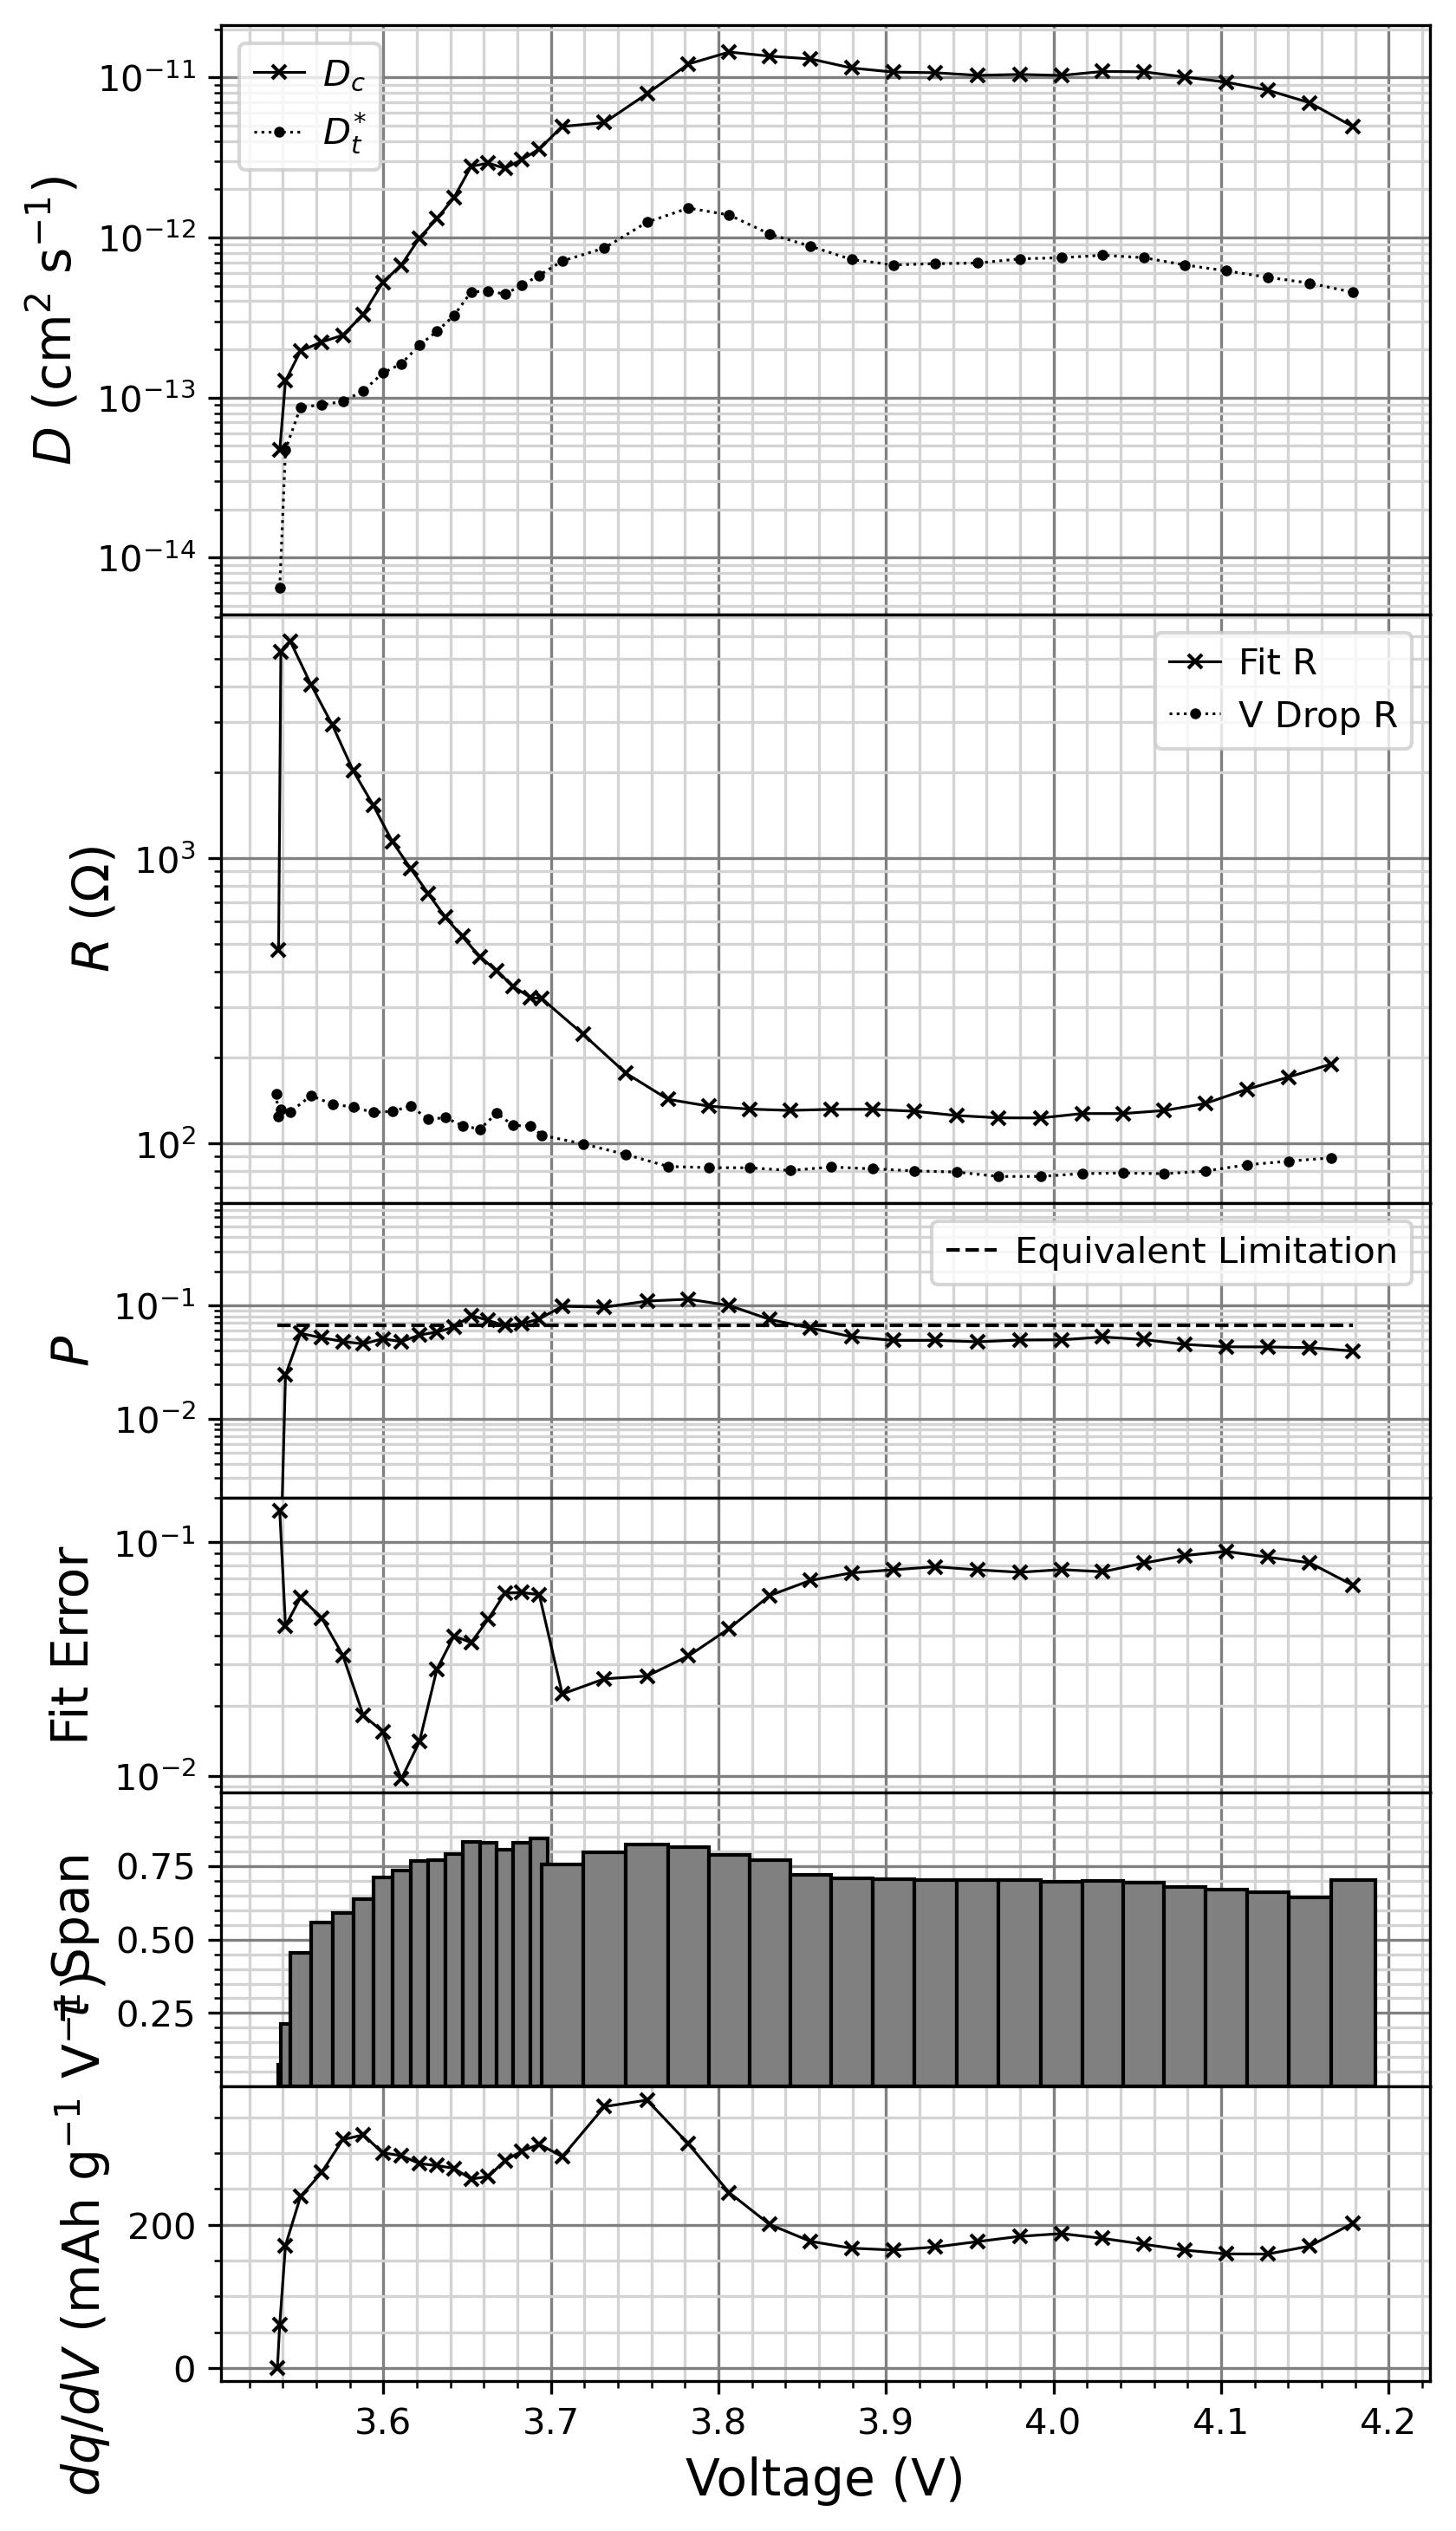 10⁻¹¹
10⁻¹²
10⁻¹³
10⁻¹⁴
D (cm² s⁻¹)
D_c
D_t^*
10³
10²
R (Ω)
Fit R
V Drop R
10⁻¹
10⁻²
P
Equivalent Limitation
10⁻¹
10⁻²
Fit Error
0.75
0.50
0.25
t Span
200
0
dq/dV (mAh g⁻¹ V⁻¹)
3.6 3.7 3.8 3.9 4.0 4.1 4.2
Voltage (V)